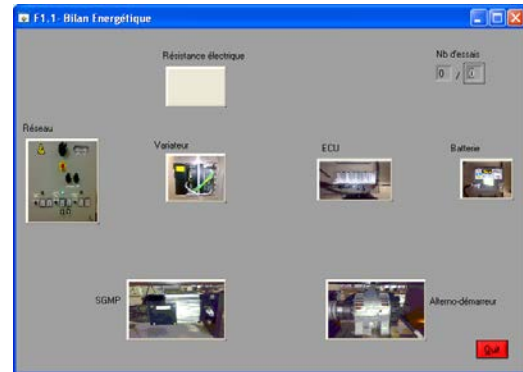 F1.1- Bilan Energétique
Résistance électrique
Nb d'essais
0 / 0
Réseau
Variateur
ECU
Batterie
SGMP
Alterno-démarreur
Quit